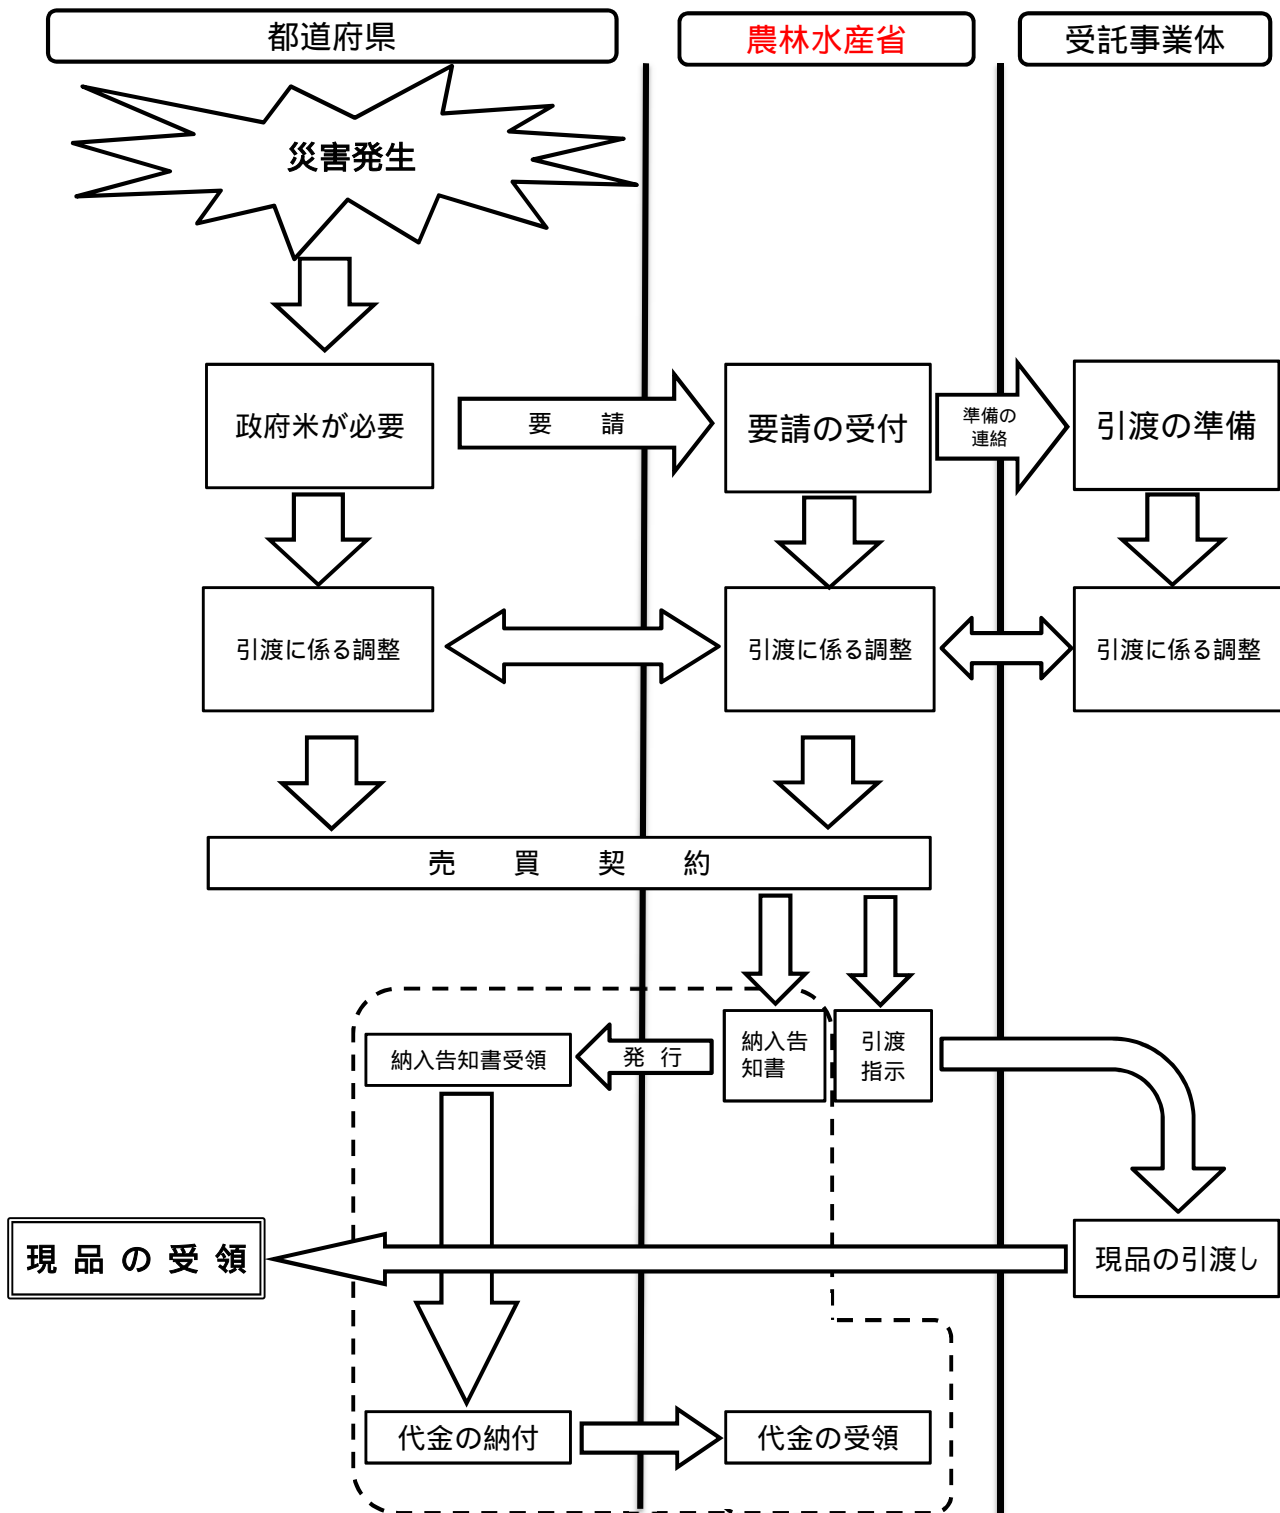 都道府県
農林水産省
受託事業体
災害発生
政府米が必要
要 請
要請の受付
準備の
連絡
引渡の準備
引渡に係る調整
引渡に係る調整
引渡に係る調整
売 買 契 約
納入告知書受領
発 行
納入告
知書
引渡
指示
現 品 の 受 領
現品の引渡し
代金の納付
代金の受領